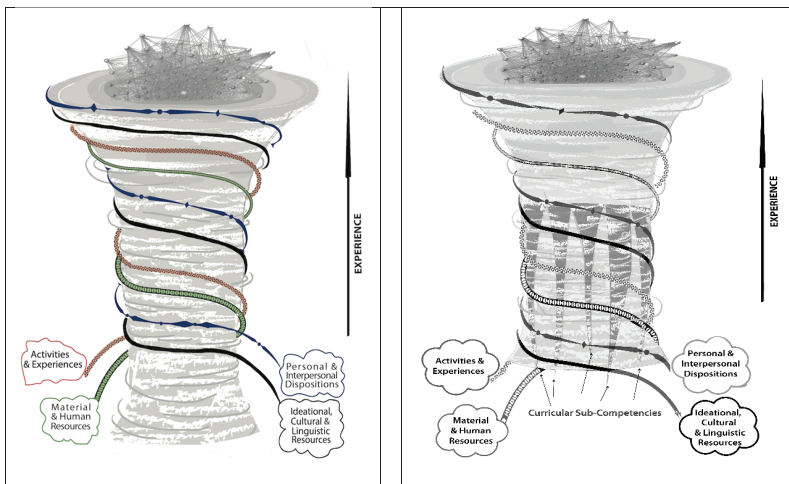 EXPERIENCE
Activities
& Experiences
Personal &
Interpersonal
Dispositions
Material
& Human
Resources
Ideational,
Cultural &
Linguistic
Resources
EXPERIENCE
Activities &
Experiences
Personal &
Interpersonal
Dispositions
Material
& Human
Resources
Curricular Sub-Competencies
Ideational,
Cultural
& Linguistic
Resources